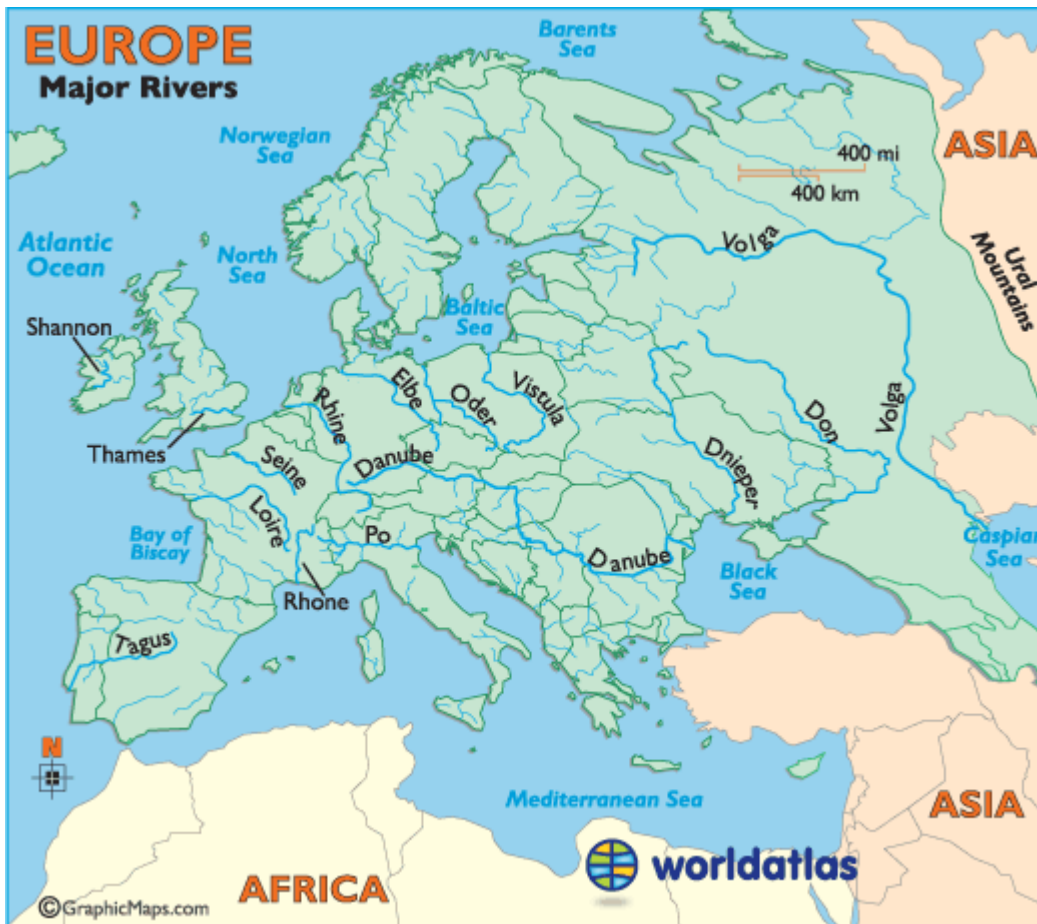 EUROPE
Major Rivers
Barents
Sea
Norwegian
Sea
ASIA
400 mi
400 km
Atlantic
Ocean
North
Sea
Volga
Ural
Mountains
Baltic
Sea
Shannon
Thames
Rhine
Elbe
Oder
Vistula
Don
Volga
Seine
Danube
Dnieper
Loire
Bay of
Biscay
Po
Rhone
Danube
Black
Sea
Caspian
Sea
Tagus
N
Mediterranean Sea
ASIA
worldatlas
AFRICA
©GraphicMaps.com